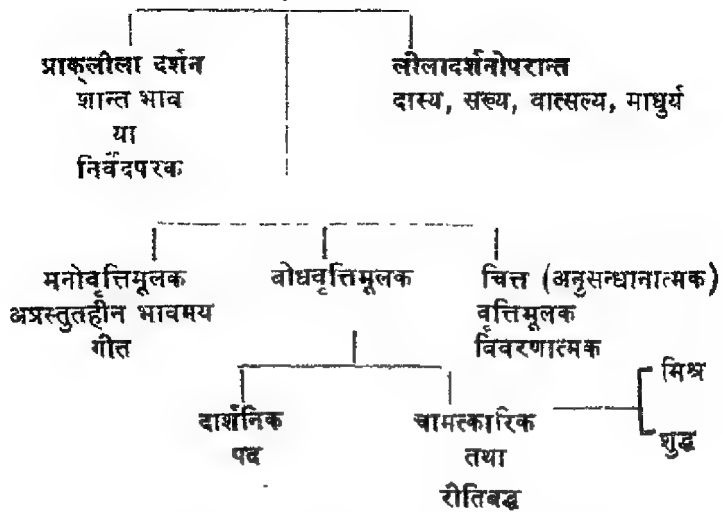 प्राक्लीला दर्शन
शान्त भाव
या
निर्वेदपरक
लीलादर्शनोपरान्त
दास्य, सख्य, वात्सल्य, माधुर्य
मनोवृत्तिमूलक
अप्रस्तुतहीन भावमय
गीत
बोधवृत्तिमूलक
चित्त (अनुसन्धानात्मक)
वृत्तिमूलक
विवरणात्मक
दार्शनिक
पद
चामत्कारिक
तथा
रीतिबद्ध
मिश्र
शुद्ध